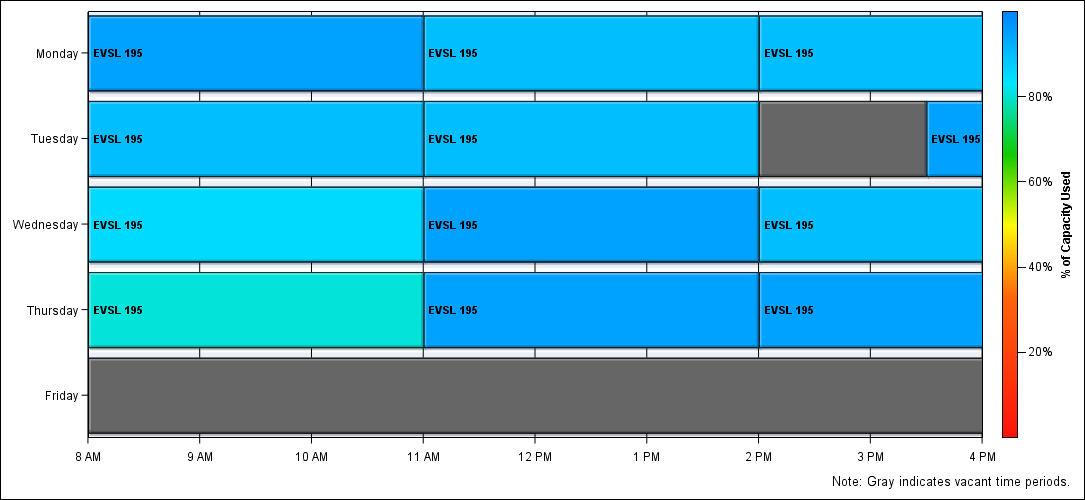 Monday
EVSL 195
EVSL 195
EVSL 195
Tuesday
EVSL 195
EVSL 195
EVSL 195
Wednesday
EVSL 195
EVSL 195
EVSL 195
Thursday
EVSL 195
EVSL 195
EVSL 195
Friday
8 AM 9 AM 10 AM 11 AM 12 PM 1 PM 2 PM 3 PM 4 PM
80%
60%
40%
20%
% of Capacity Used
Note: Gray indicates vacant time periods.